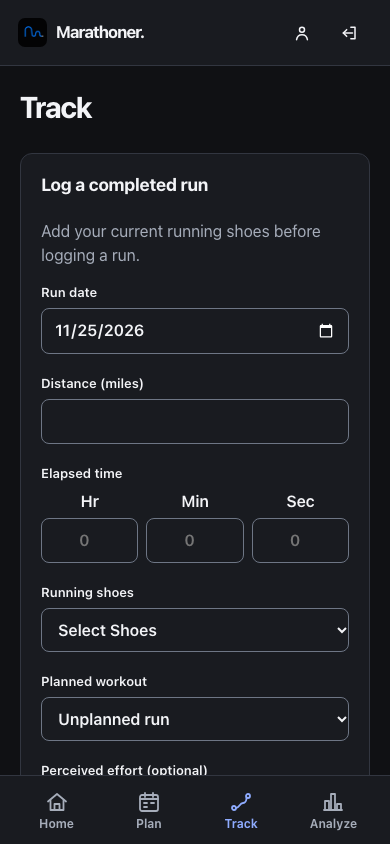 Marathoner.
Track
Log a completed run
Add your current running shoes before
logging a run.
Run date
11/25/2026
Distance (miles)
Elapsed time
Hr Min Sec
0 0 0
Running shoes
Select Shoes
Planned workout
Unplanned run
Perceived effort (optional)
Home Plan Track Analyze